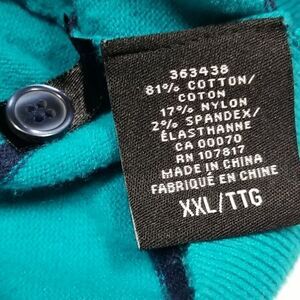 363438
81% COTTON/
COTON
17% NYLON
2% SPANDEX/
ÉLASTHANNE
CA 00070
RN 107817
MADE IN CHINA
FABRIQUÉ EN CHINE
XXL/TTG